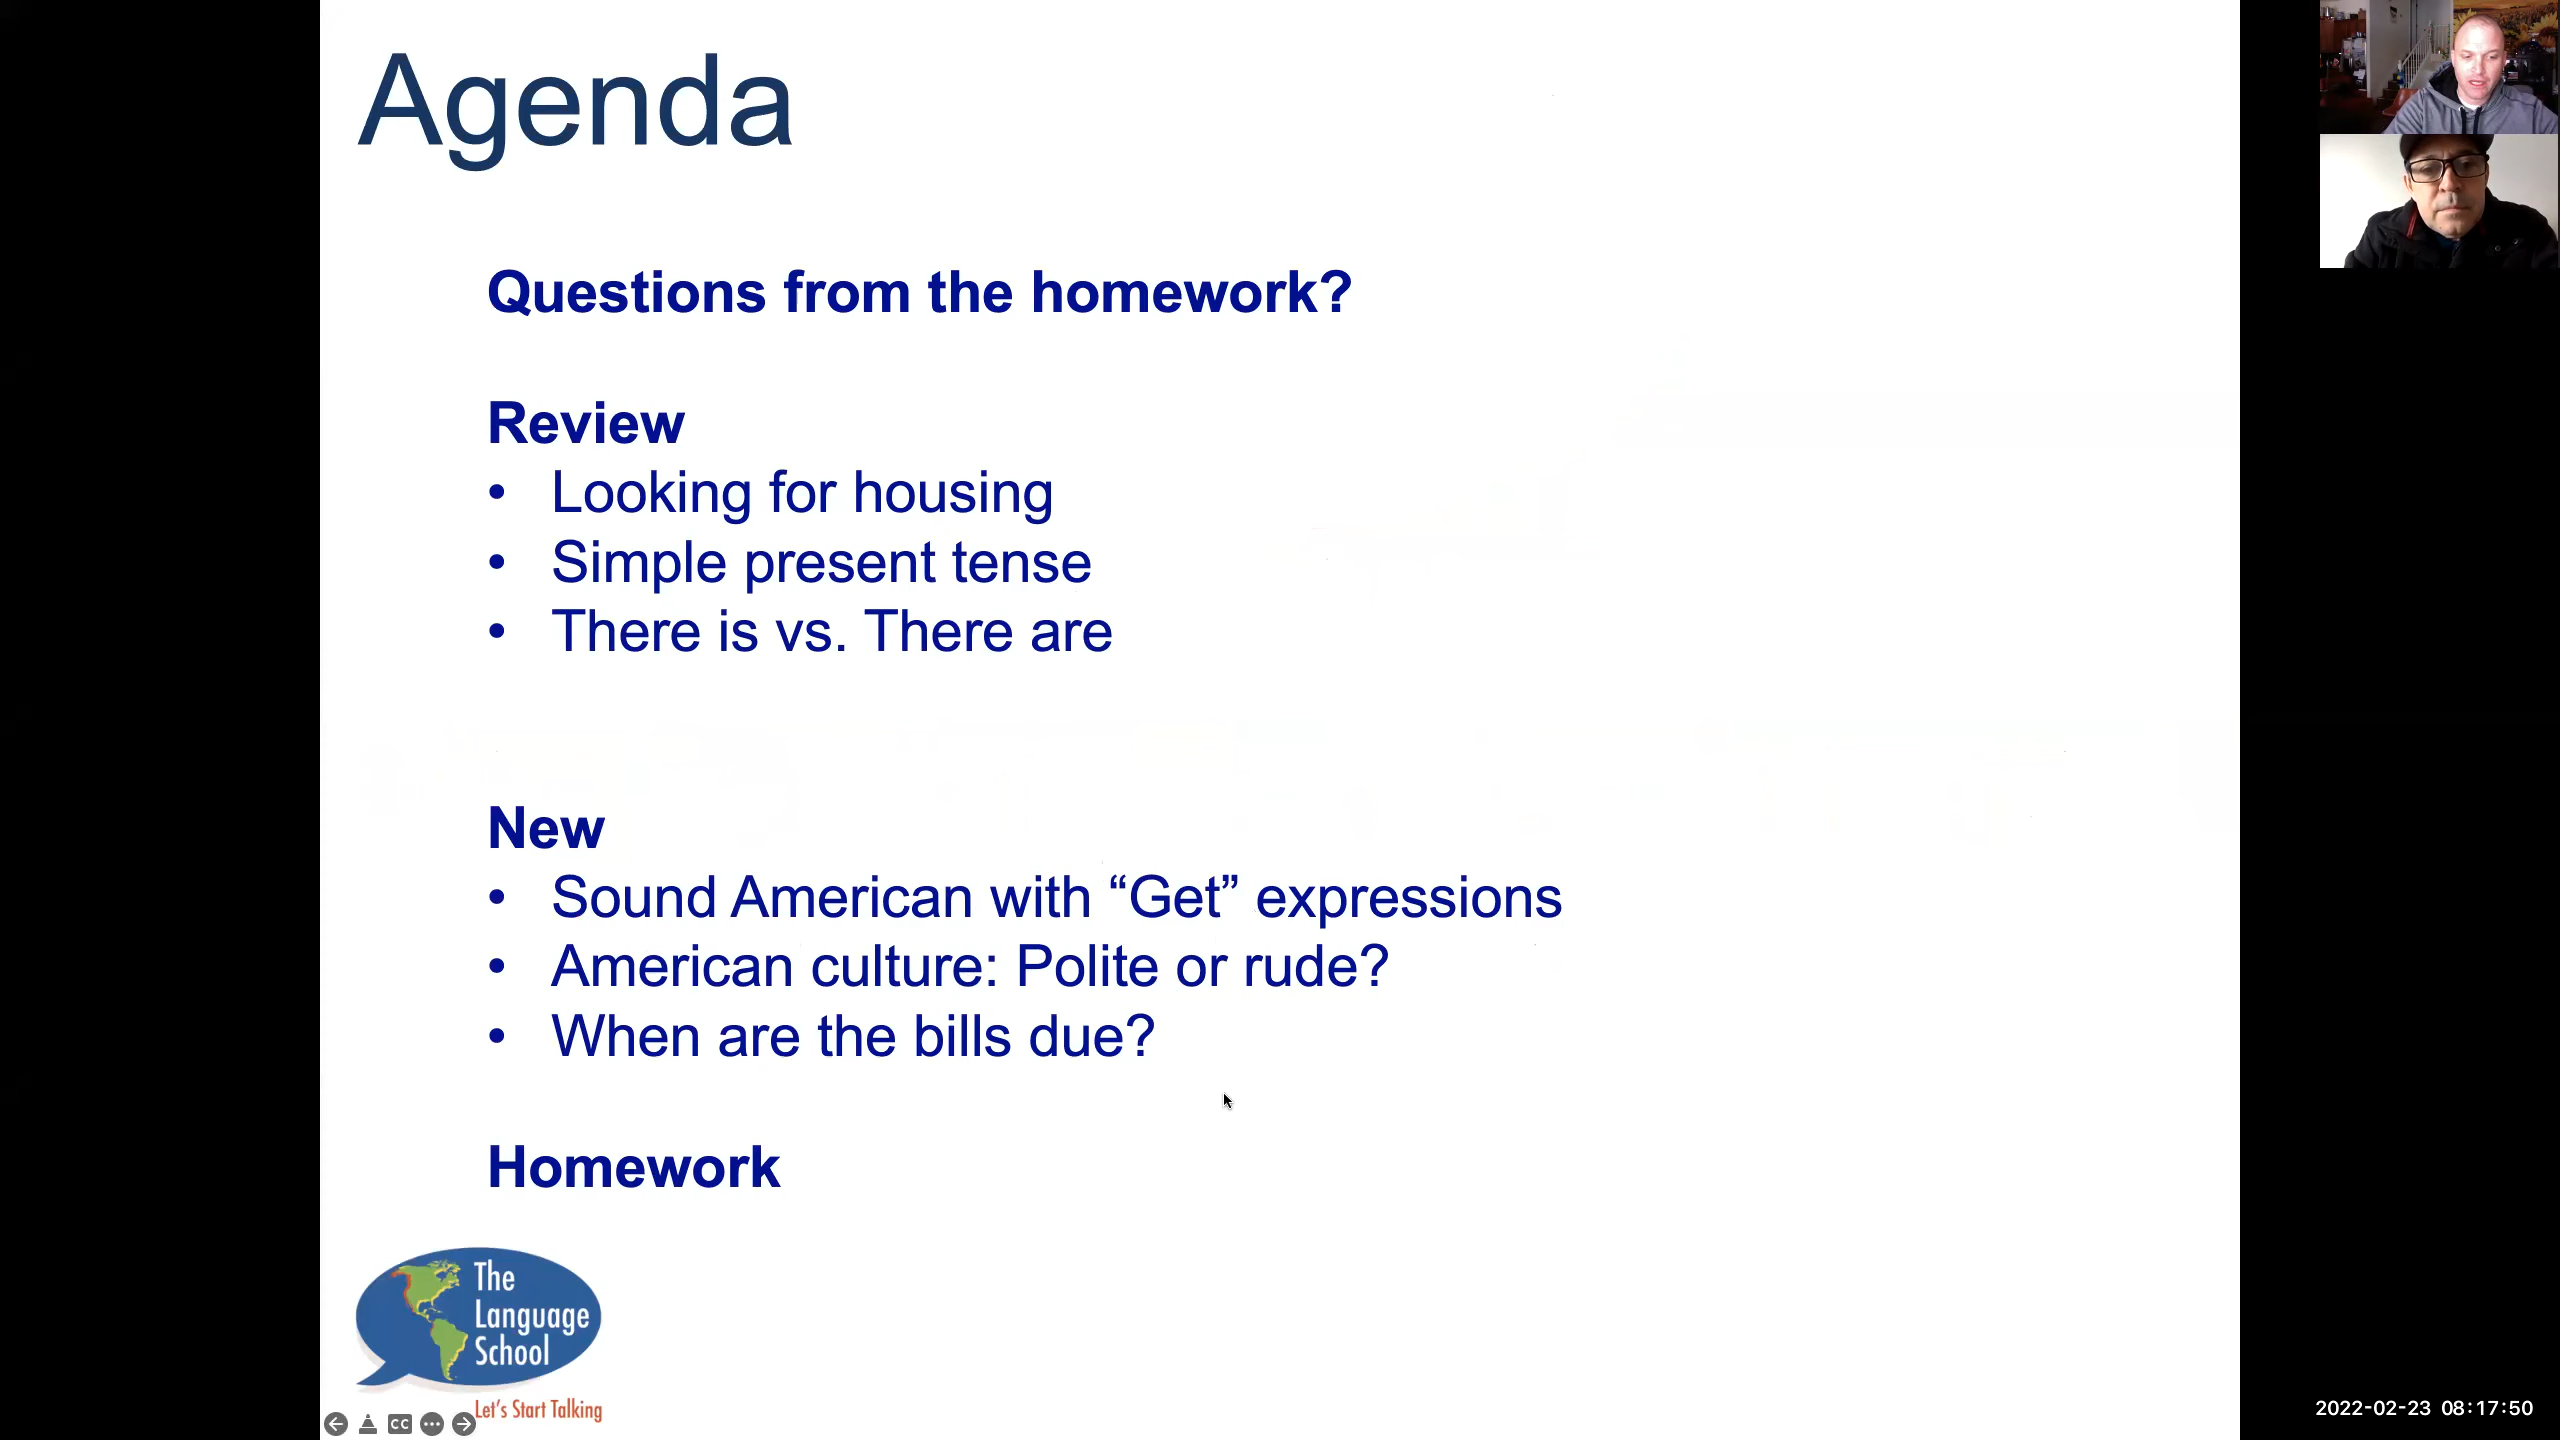 Agenda
Questions from the homework?
Review
• Looking for housing
• Simple present tense
• There is vs. There are
New
• Sound American with “Get” expressions
• American culture: Polite or rude?
• When are the bills due?
Homework
The
Language
School
Let's Start Talking
CC
2022-02-23 08:17:50